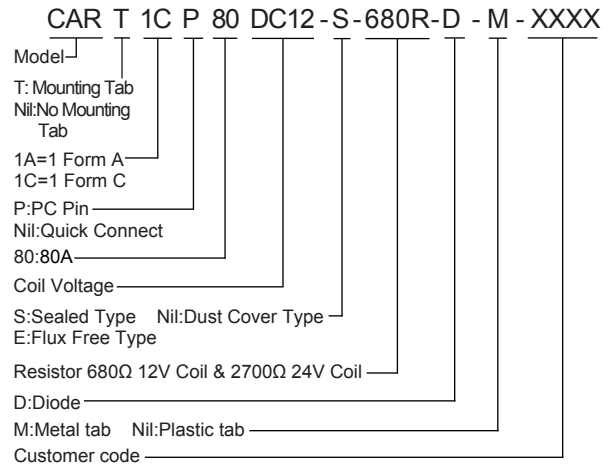 CAR T 1C P 80 DC12-S-680R-D - M - XXXX
Model
T: Mounting Tab
Nil:No Mounting
Tab
1A=1 Form A
1C=1 Form C
P:PC Pin
Nil:Quick Connect
80:80A
Coil Voltage
S:Sealed Type Nil:Dust Cover Type
E:Flux Free Type
Resistor 680Ω 12V Coil & 2700Ω 24V Coil
D:Diode
M:Metal tab Nil:Plastic tab
Customer code